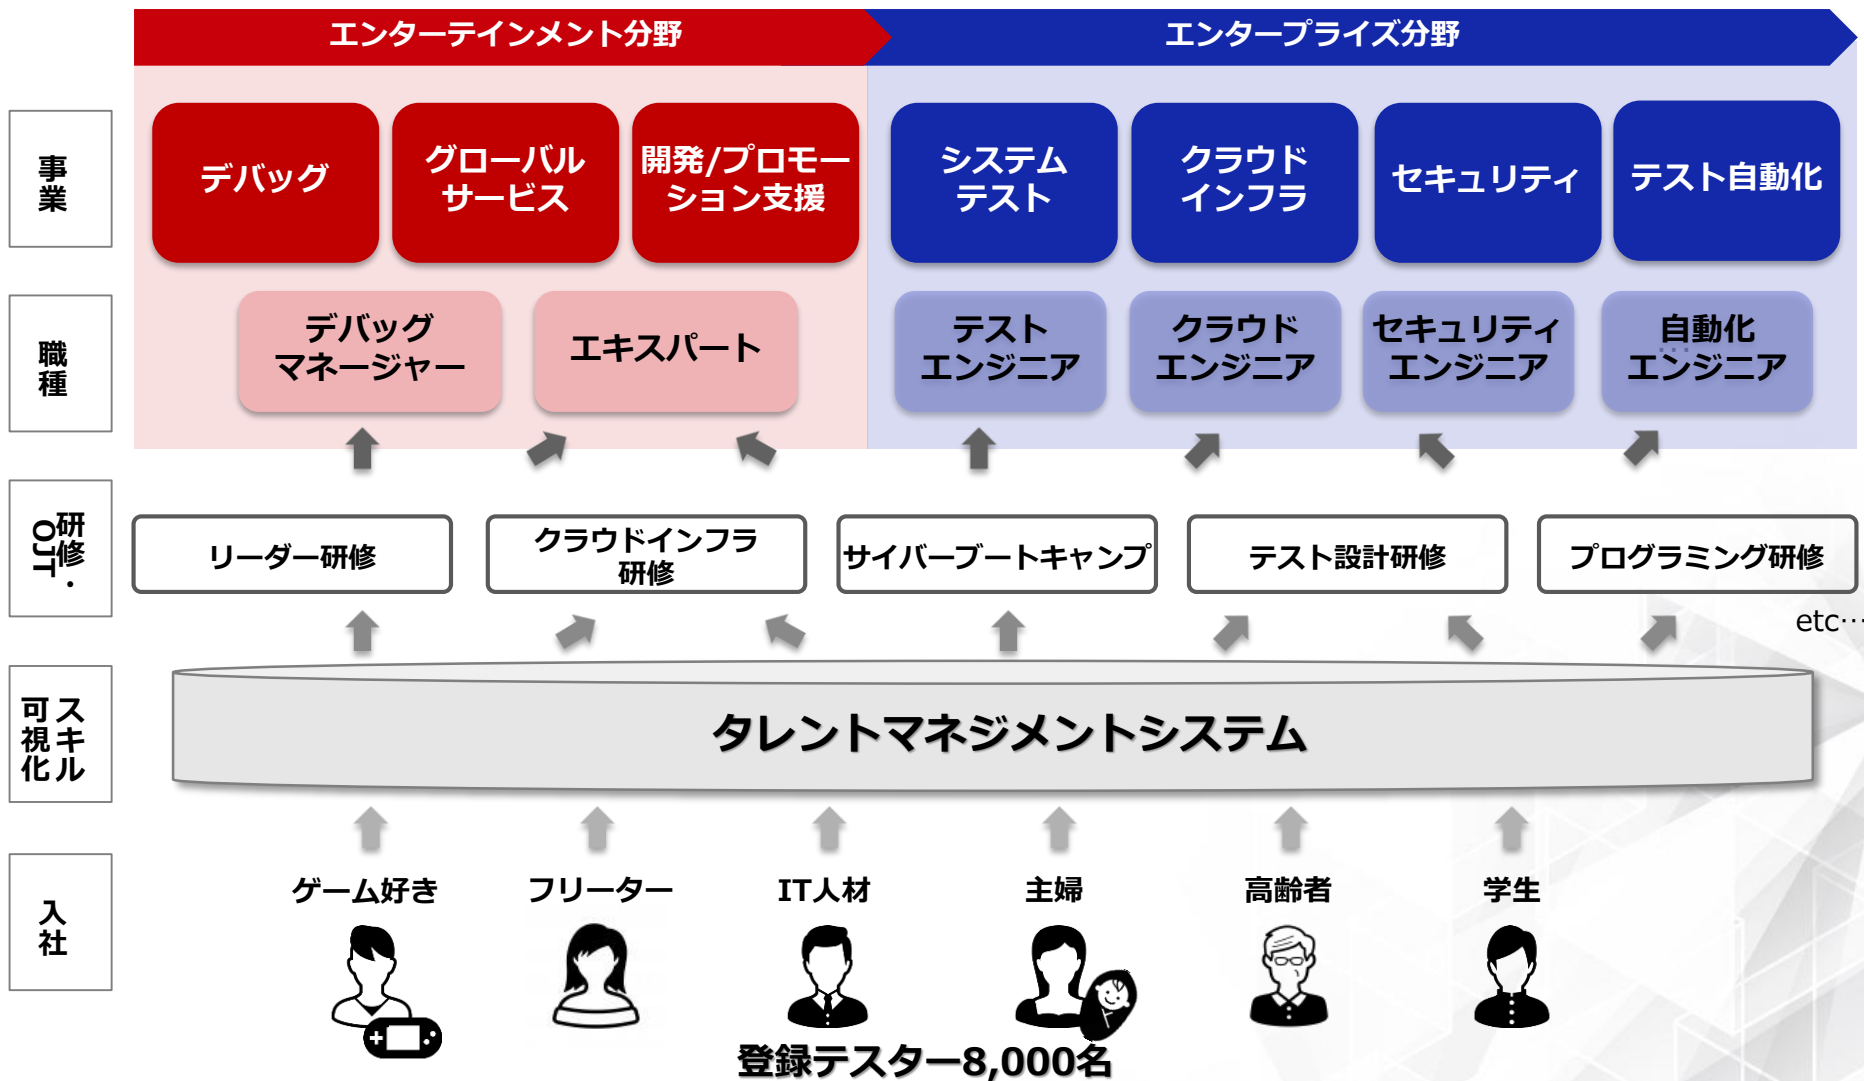 エンターテインメント分野
エンタープライズ分野
事業
デバッグ
グローバル
サービス
開発/プロモー
ション支援
システム
テスト
クラウド
インフラ
セキュリティ
テスト自動化
職種
デバッグ
マネージャー
エキスパート
テスト
エンジニア
クラウド
エンジニア
セキュリティ
エンジニア
自動化
エンジニア
…
研修・
OJT
リーダー研修
クラウドインフラ
研修
サイバーブートキャンプ
テスト設計研修
プログラミング研修
etc…
スキル
可視化
タレントマネジメントシステム
入社
ゲーム好き
フリーター
IT人材
主婦
高齢者
学生
登録テスター8,000名